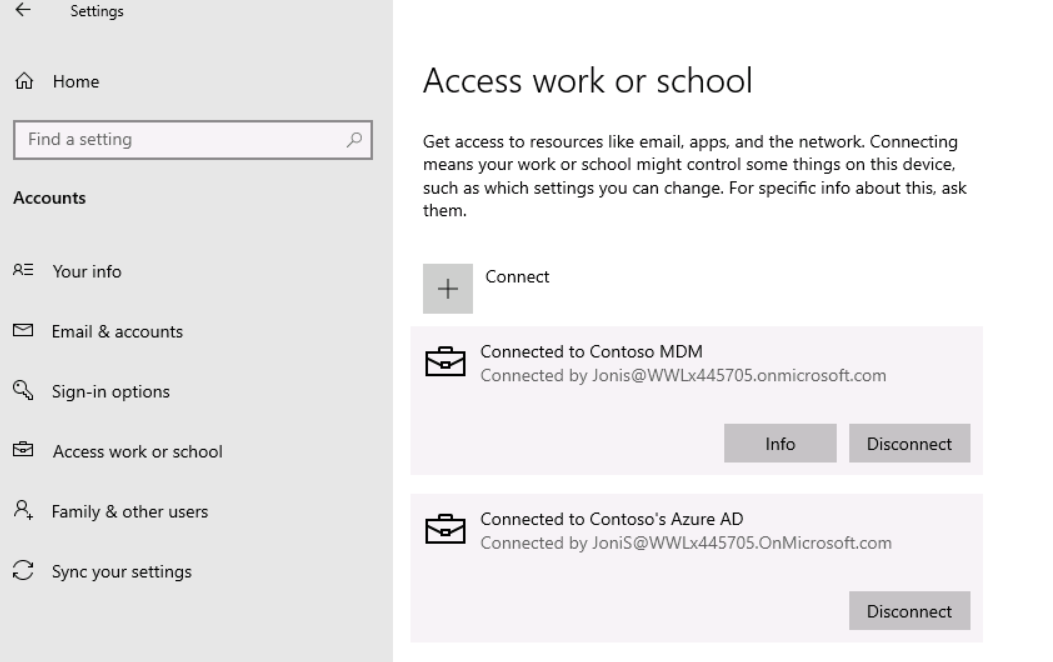 Settings
Home
Find a setting
Accounts
Your info
Email & accounts
Sign-in options
Access work or school
Family & other users
Sync your settings
Access work or school
Get access to resources like email, apps, and the network. Connecting
means your work or school might control some things on this device,
such as which settings you can change. For specific info about this, ask
them.
Connect
Connected to Contoso MDM
Connected by Jonis@WWLx445705.onmicrosoft.com
Info
Disconnect
Connected to Contoso's Azure AD
Connected by JoniS@WWLx445705.OnMicrosoft.com
Disconnect